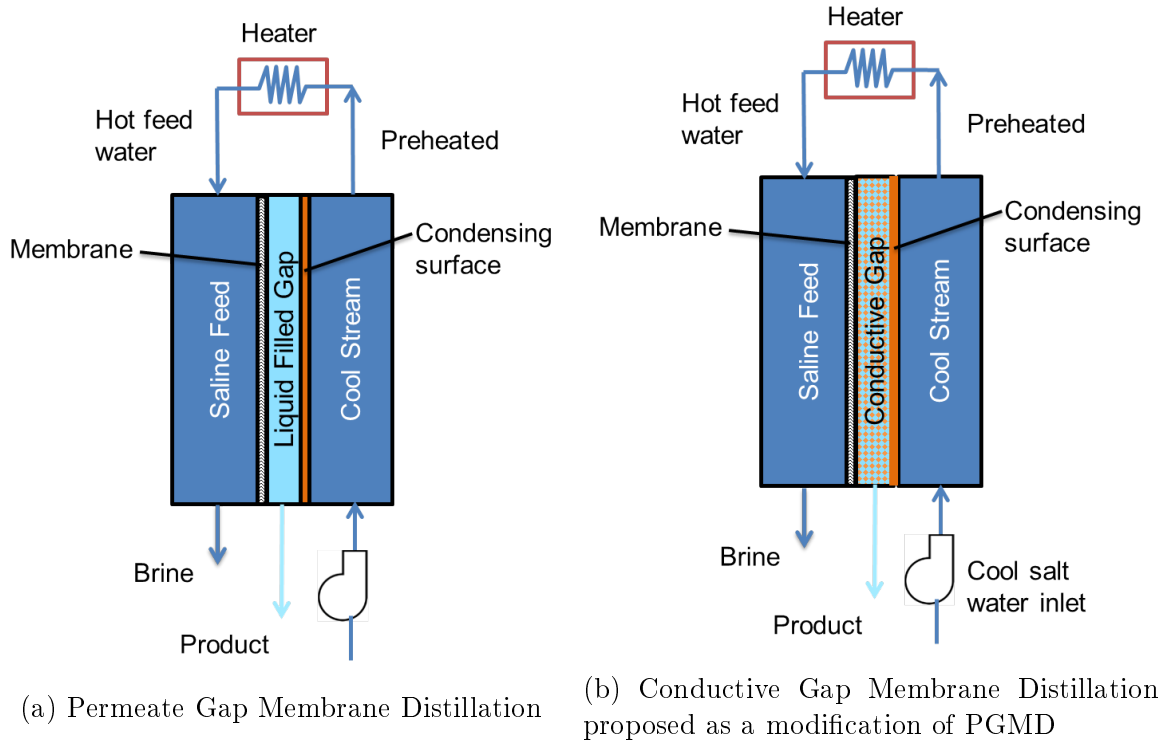 Heater
Hot feed
water
Preheated
Membrane
Condensing
surface
Saline Feed
Liquid Filled Gap
Cool Stream
Brine
Product
(a) Permeate Gap Membrane Distillation
Heater
Hot feed
water
Preheated
Membrane
Condensing
surface
Saline Feed
Conductive Gap
Cool Stream
Brine
Cool salt
water inlet
Product
(b) Conductive Gap Membrane Distillation
proposed as a modification of PGMD